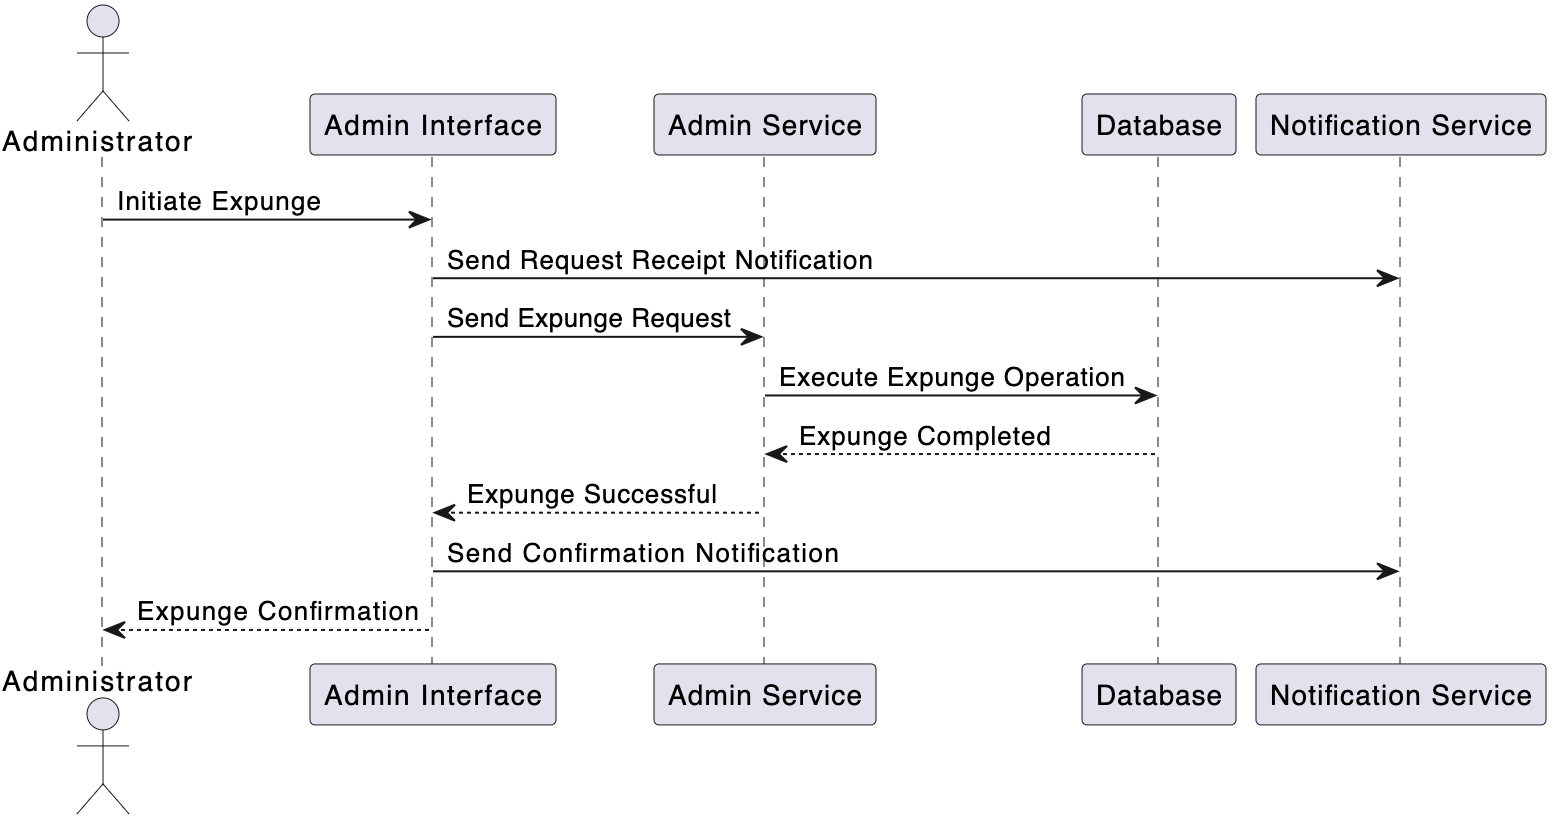 Administrator
Admin Interface
Admin Service
Database
Notification Service
Initiate Expunge
Send Request Receipt Notification
Send Expunge Request
Execute Expunge Operation
Expunge Completed
Expunge Successful
Send Confirmation Notification
Expunge Confirmation
Administrator
Admin Interface
Admin Service
Database
Notification Service